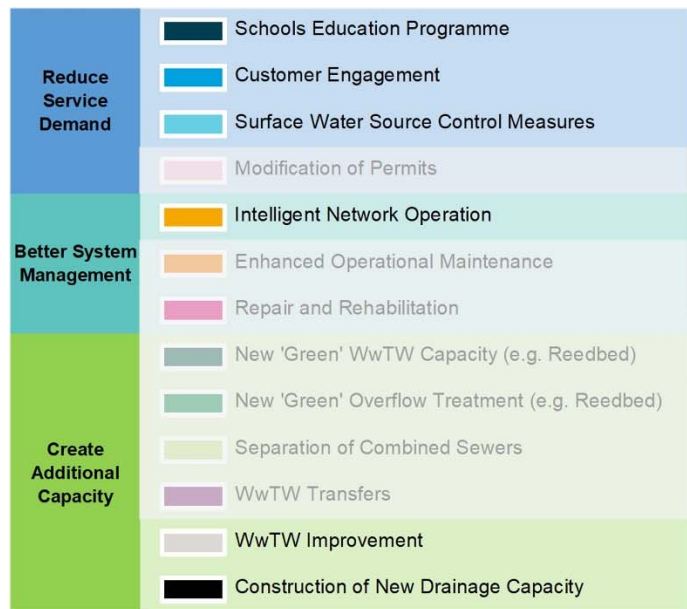 Reduce
Service
Demand
Schools Education Programme
Customer Engagement
Surface Water Source Control Measures
Modification of Permits
Better System
Management
Intelligent Network Operation
Enhanced Operational Maintenance
Repair and Rehabilitation
Create
Additional
Capacity
New 'Green' WwTW Capacity (e.g. Reedbed)
New 'Green' Overflow Treatment (e.g. Reedbed)
Separation of Combined Sewers
WwTW Transfers
WwTW Improvement
Construction of New Drainage Capacity